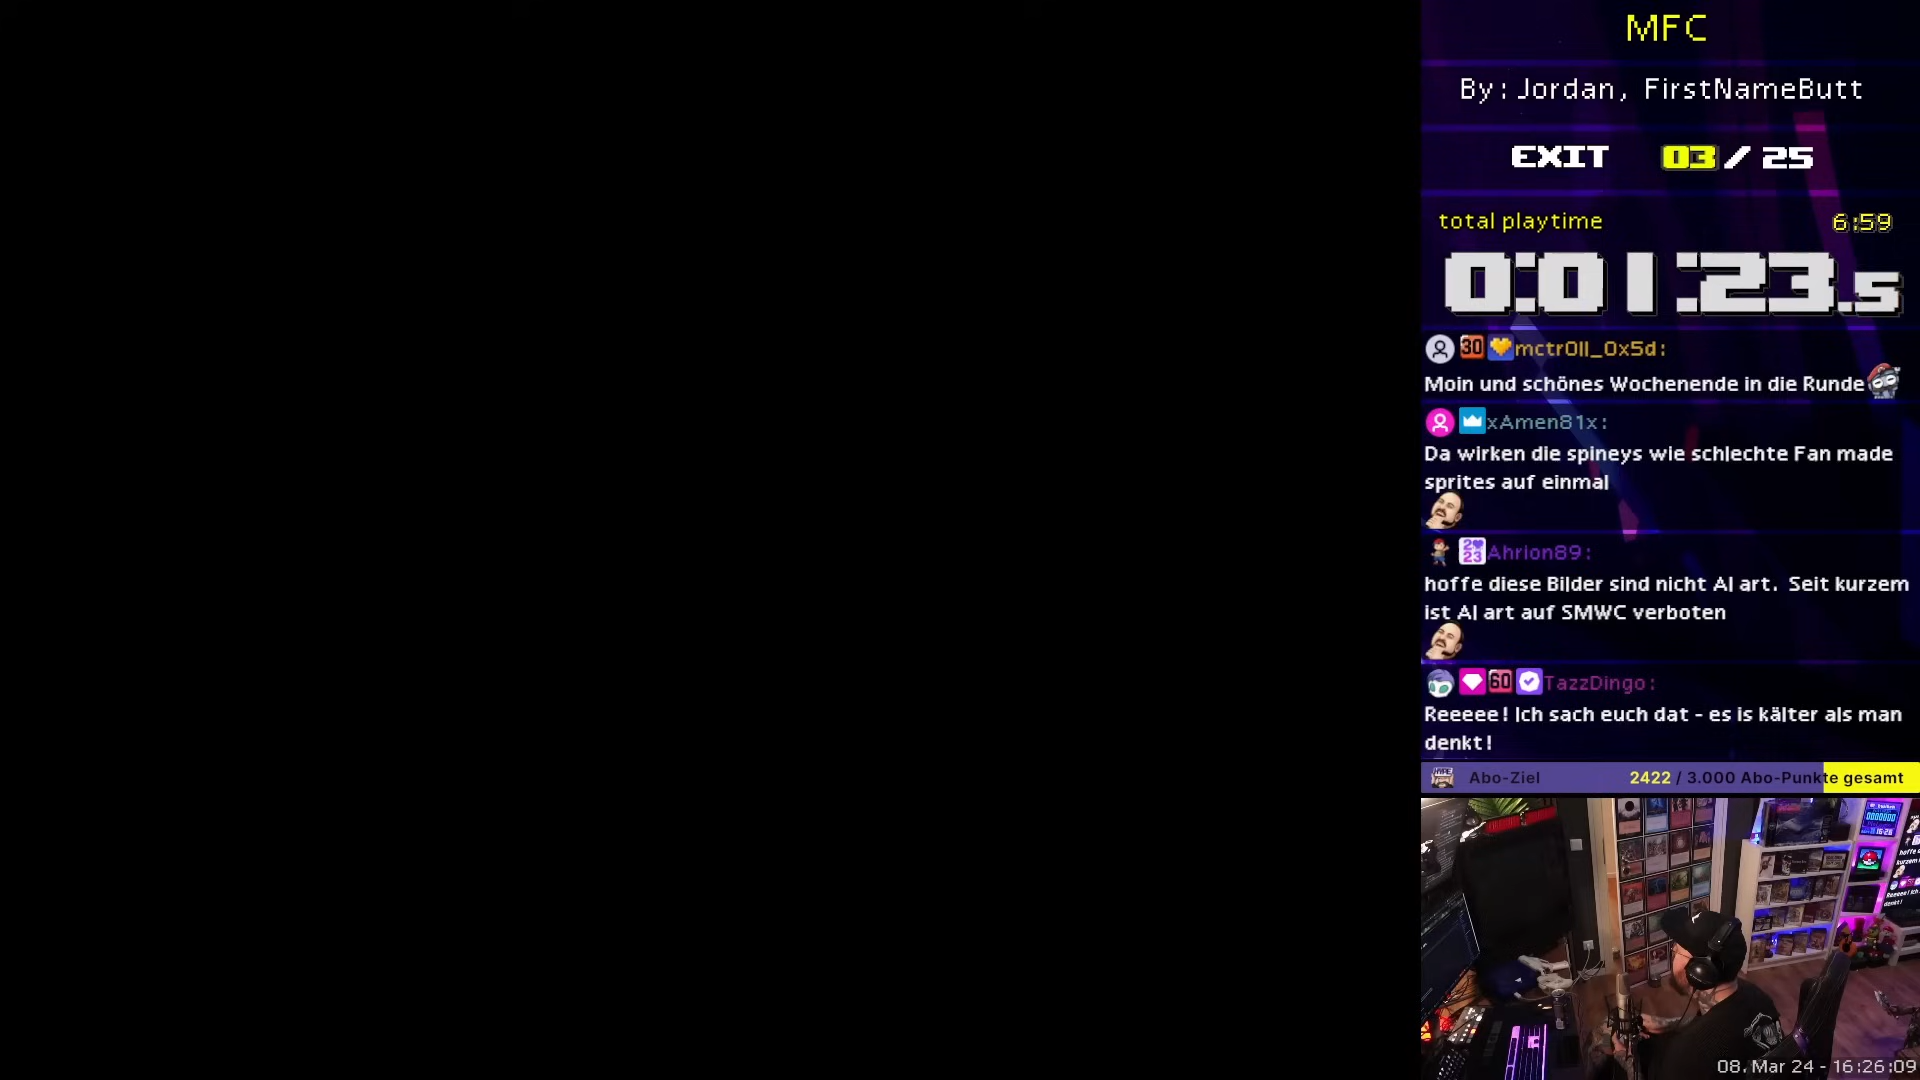 MFC
By: Jordan, FirstNameButt
EXIT 03 / 25
total playtime 6:59
0:01:23.5
30 mctr0ll_0x5d:
Moin und schönes Wochenende in die Runde
xAmen81x:
Da wirken die spineys wie schlechte Fan made
sprites auf einmal
Ahrion89:
hoffe diese Bilder sind nicht AI art. Seit kurzem
ist AI art auf SMWC verboten
60 TazzDingo:
Reeeee! Ich sach euch dat - es is kälter als man
denkt!
Abo-Ziel 2422 / 3.000 Abo-Punkte gesamt
08. Mar 24 - 16:26:09